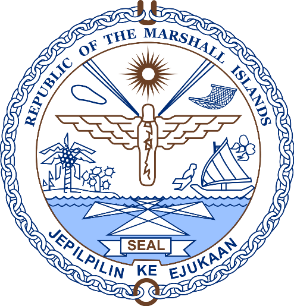 REPUBLIC OF THE MARSHALL ISLANDS
SEAL
JEPILPILIN KE EJUKAAN